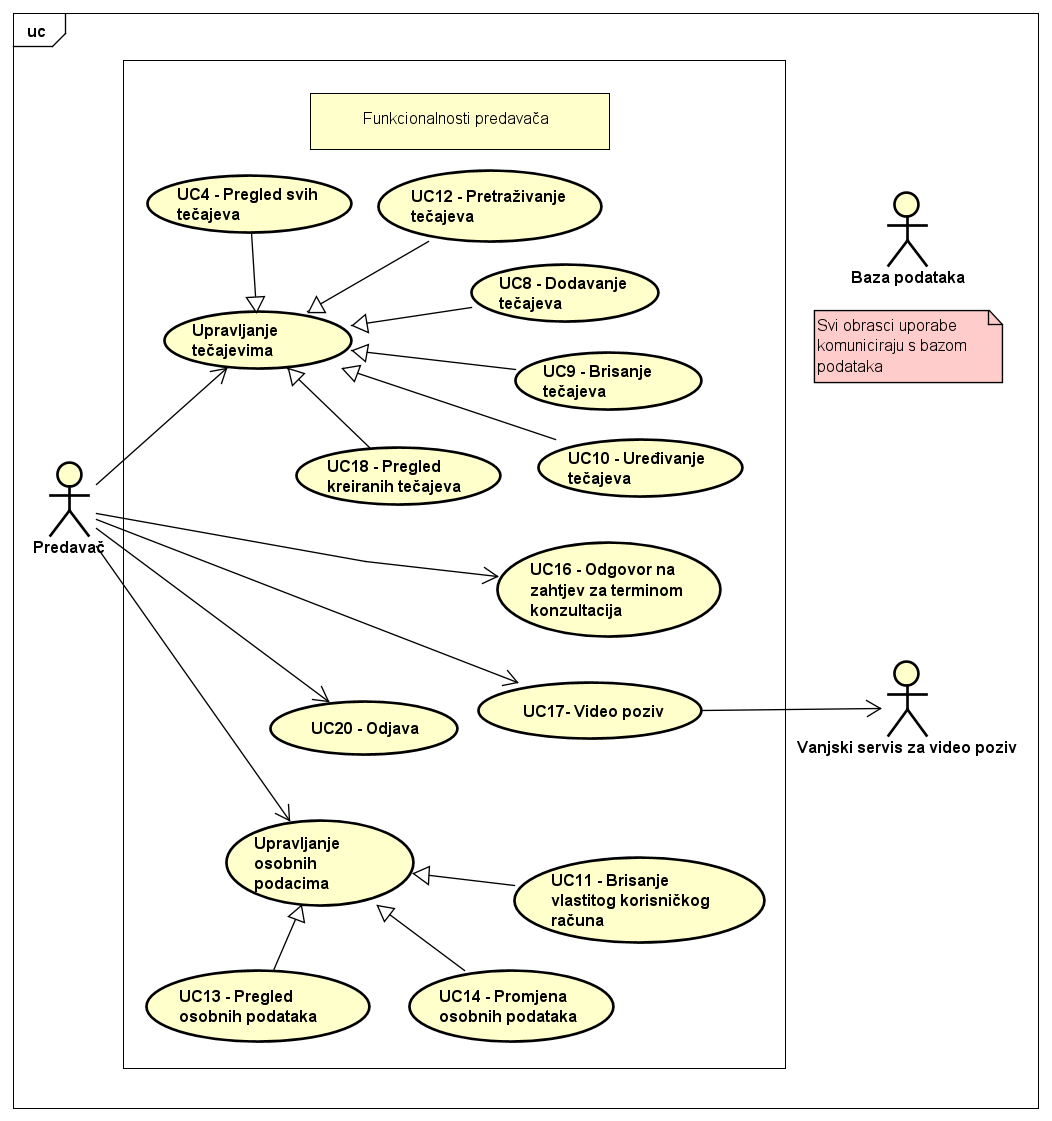 uc
Funkcionalnosti predavača
UC4 - Pregled svih
tečajeva
UC12 - Pretraživanje
tečajeva
UC8 - Dodavanje
tečajeva
Upravljanje
tečajevima
UC9 - Brisanje
tečajeva
UC18 - Pregled
kreiranih tečajeva
UC10 - Uređivanje
tečajeva
Baza podataka
Svi obrasci uporabe
komuniciraju s bazom
podataka
Predavač
UC16 - Odgovor na
zahtjev za terminom
konzultacija
UC20 - Odjava
UC17- Video poziv
Vanjski servis za video poziv
Upravljanje
osobnih
podacima
UC11 - Brisanje
vlastitog korisničkog
računa
UC13 - Pregled
osobnih podataka
UC14 - Promjena
osobnih podataka